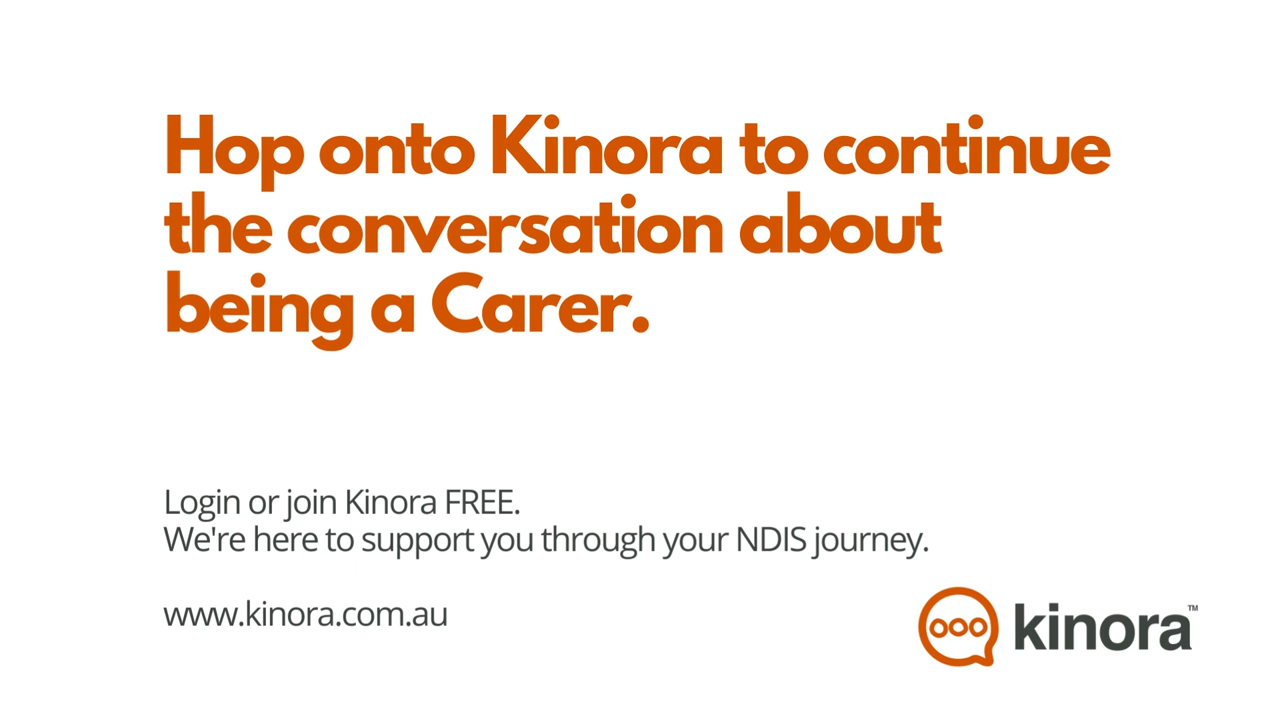 Hop onto Kinora to continue
the conversation about
being a Carer.
Login or join Kinora FREE.
We're here to support you through your NDIS journey.
www.kinora.com.au
kinora™